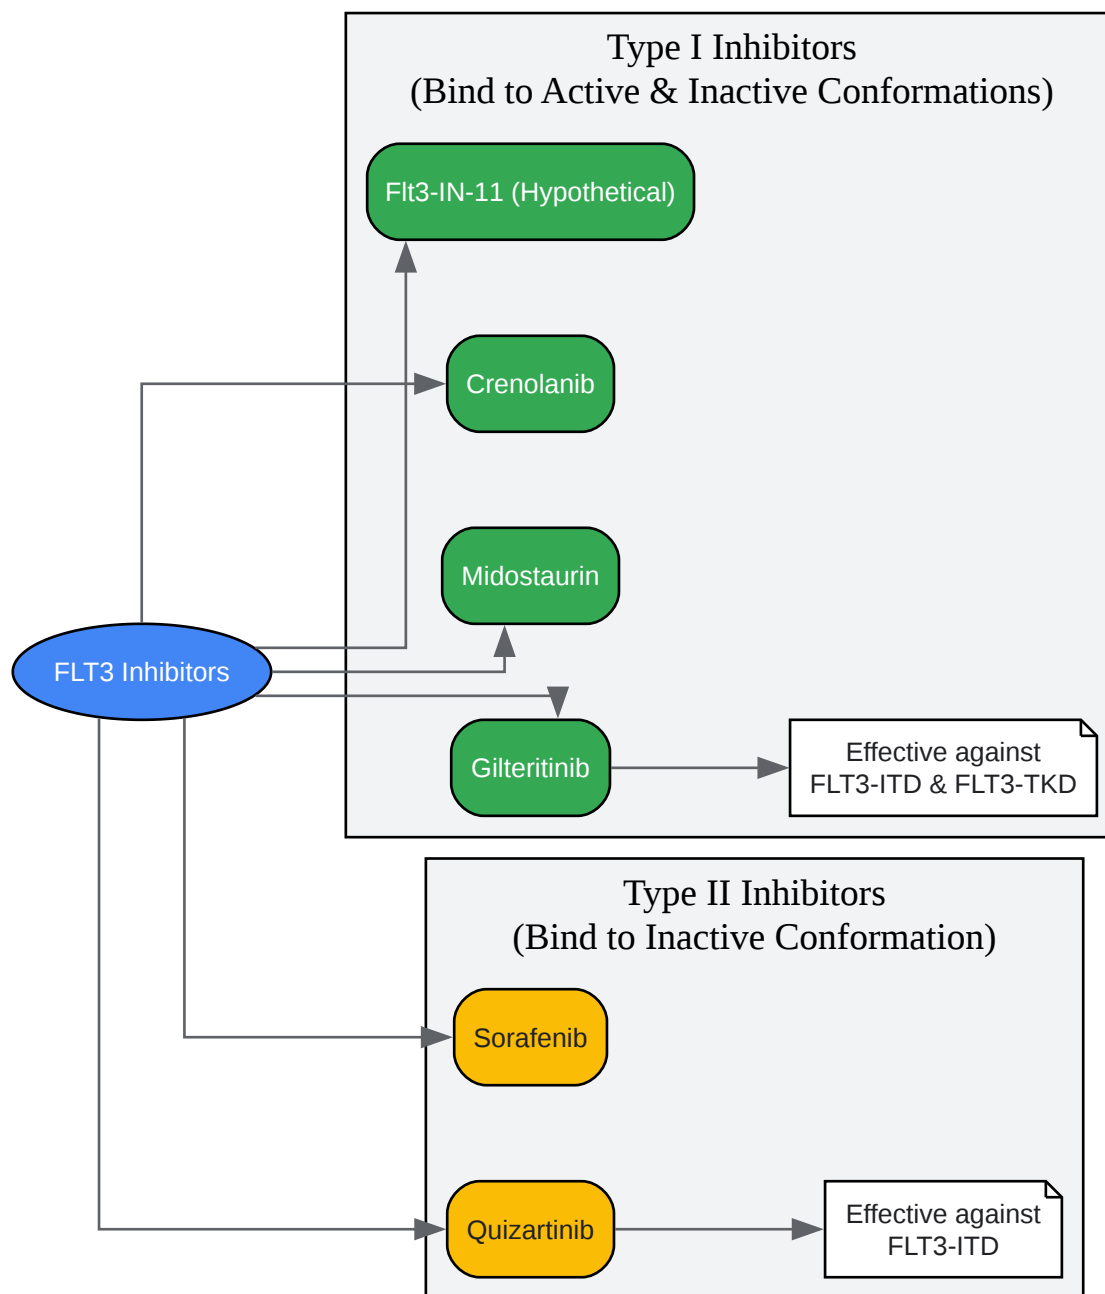 Type I Inhibitors
(Bind to Active & Inactive Conformations)
Flt3-IN-11 (Hypothetical)
Crenolanib
Midostaurin
FLT3 Inhibitors
Gilteritinib
Effective against
FLT3-ITD & FLT3-TKD
Type II Inhibitors
(Bind to Inactive Conformation)
Sorafenib
Quizartinib
Effective against
FLT3-ITD